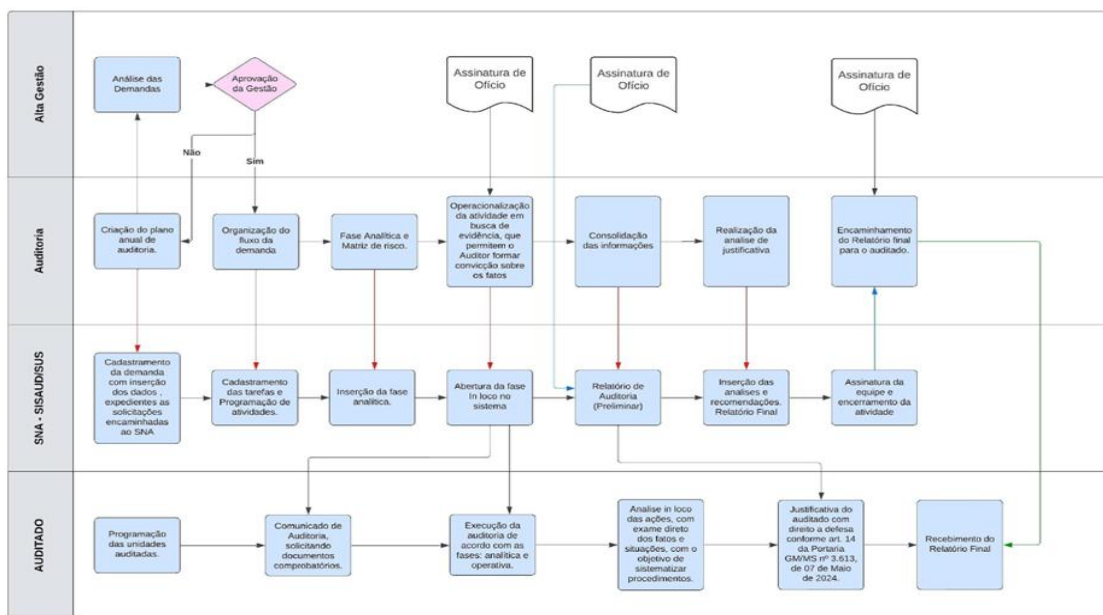 Alta Gestão
Análise das
Demandas
Aprovação
da Gestão
Assinatura de
Ofício
Assinatura de
Ofício
Assinatura de
Ofício
Não
Sim
Auditoria
Criação do plano
anual de
auditoria.
Organização do
fluxo da
demanda
Fase Analítica e
Matriz de risco.
Operacionalização
da atividade em
busca de
evidência, que
permitem o
Auditor formar
convicção sobre
os fatos
Consolidação
das informações
Realização da
analise de
justificativa
Encaminhamento
do Relatório final
para o auditado.
SNA - SISAUD/SUS
Cadastramento
da demanda
com inserção
dos dados ,
expedientes as
solicitações
encaminhadas
ao SNA
Cadastramento
das tarefas e
Programação de
atividades.
Inserção da fase
analítica.
Abertura da fase
In loco no
sistema
Relatório de
Auditoria
(Preliminar)
Inserção das
analises e
recomendações.
Relatório Final
Assinatura da
equipe e
encerramento da
atividade
AUDITADO
Programação
das unidades
auditadas.
Comunicado de
Auditoria,
solicitando
documentos
comprobatórios.
Execução da
auditoria de
acordo com as
fases: analítica e
operativa.
Analise in loco
das ações, com
exame direto
dos fatos e
situações, com o
objetivo de
sistematizar
procedimentos.
Justificativa do
auditado com
direito a defesa
conforme art. 14
da Portaria
GM/MS nº 3.613,
de 07 de Maio
de 2024.
Recebimento do
Relatório Final